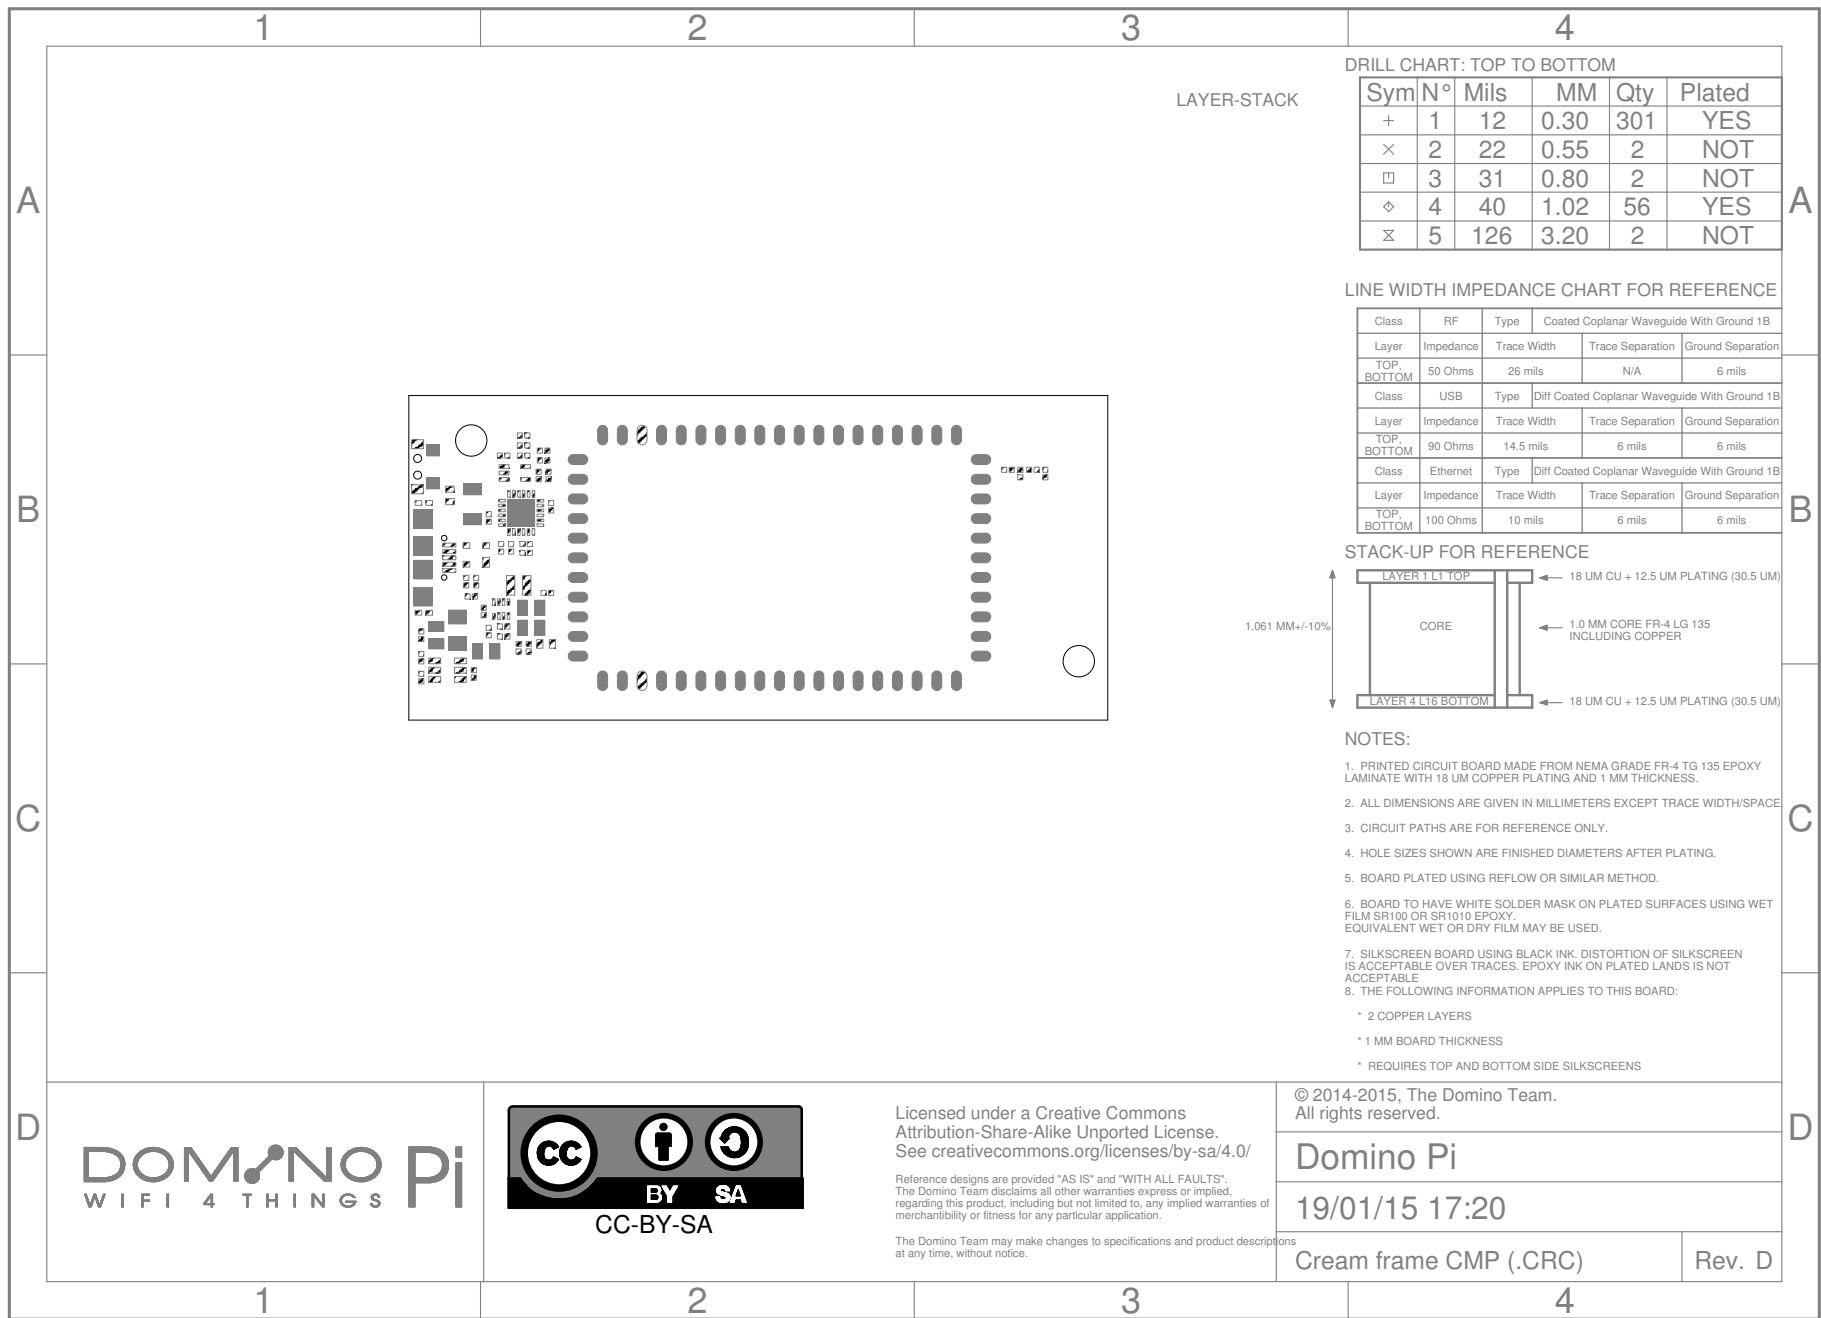 1 2 3 4
DRILL CHART: TOP TO BOTTOM
LAYER-STACK
Sym N° Mils MM Qty Plated
+ 1 12 0.30 301 YES
2 22 0.55 2 NOT
3 31 0.80 2 NOT
4 40 1.02 56 YES
5 126 3.20 2 NOT
A A
LINE WIDTH IMPEDANCE CHART FOR REFERENCE
Class RF Type Coated Coplanar Waveguide With Ground 1B
Layer Impedance Trace Width Trace Separation Ground Separation
TOP, BOTTOM 50 Ohms 26 mils N/A 6 mils
Class USB Type Diff Coated Coplanar Waveguide With Ground 1B
Layer Impedance Trace Width Trace Separation Ground Separation
TOP, BOTTOM 90 Ohms 14.5 mils 6 mils 6 mils
Class Ethernet Type Diff Coated Coplanar Waveguide With Ground 1B
Layer Impedance Trace Width Trace Separation Ground Separation
TOP, BOTTOM 100 Ohms 10 mils 6 mils 6 mils
B B
STACK-UP FOR REFERENCE
LAYER 1 L1 TOP
18 UM CU + 12.5 UM PLATING (30.5 UM)
1.061 MM+/-10%
CORE
1.0 MM CORE FR-4 LG 135
INCLUDING COPPER
LAYER 4 L16 BOTTOM
18 UM CU + 12.5 UM PLATING (30.5 UM)
NOTES:
1. PRINTED CIRCUIT BOARD MADE FROM NEMA GRADE FR-4 TG 135 EPOXY
LAMINATE WITH 18 UM COPPER PLATING AND 1 MM THICKNESS.
2. ALL DIMENSIONS ARE GIVEN IN MILLIMETERS EXCEPT TRACE WIDTH/SPACE
3. CIRCUIT PATHS ARE FOR REFERENCE ONLY.
4. HOLE SIZES SHOWN ARE FINISHED DIAMETERS AFTER PLATING.
5. BOARD PLATED USING REFLOW OR SIMILAR METHOD.
6. BOARD TO HAVE WHITE SOLDER MASK ON PLATED SURFACES USING WET
FILM SR100 OR SR1010 EPOXY.
EQUIVALENT WET OR DRY FILM MAY BE USED.
7. SILKSCREEN BOARD USING BLACK INK. DISTORTION OF SILKSCREEN
IS ACCEPTABLE OVER TRACES. EPOXY INK ON PLATED LANDS IS NOT
ACCEPTABLE
8. THE FOLLOWING INFORMATION APPLIES TO THIS BOARD:
* 2 COPPER LAYERS
* 1 MM BOARD THICKNESS
* REQUIRES TOP AND BOTTOM SIDE SILKSCREENS
C C
D D
DOMINO Pi
WIFI 4 THINGS
CC
BY SA
CC-BY-SA
Licensed under a Creative Commons
Attribution-Share-Alike Unported License.
See creativecommons.org/licenses/by-sa/4.0/
Reference designs are provided "AS IS" and "WITH ALL FAULTS".
The Domino Team disclaims all other warranties express or implied,
regarding this product, including but not limited to, any implied warranties of
merchantibility or fitness for any particular application.
The Domino Team may make changes to specifications and product descriptions
at any time, without notice.
© 2014-2015, The Domino Team.
All rights reserved.
Domino Pi
19/01/15 17:20
Cream frame CMP (.CRC)
Rev. D
1 2 3 4